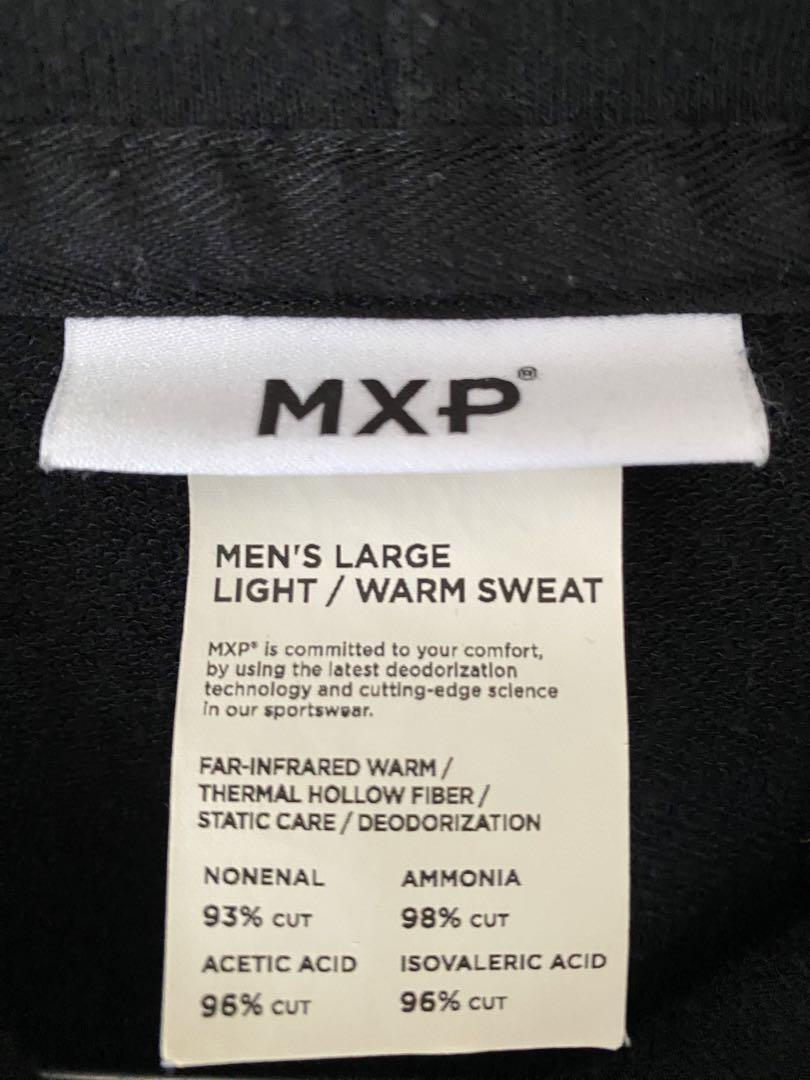 MXP®
MEN'S LARGE
LIGHT / WARM SWEAT
MXP® is committed to your comfort,
by using the latest deodorization
technology and cutting-edge science
in our sportswear.
FAR-INFRARED WARM /
THERMAL HOLLOW FIBER /
STATIC CARE / DEODORIZATION
NONENAL AMMONIA
93% CUT 98% CUT
ACETIC ACID ISOVALERIC ACID
96% CUT 96% CUT